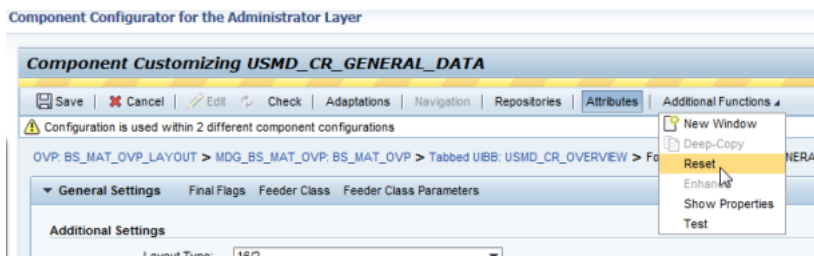 Component Configurator for the Administrator Layer
Component Customizing USMD_CR_GENERAL_DATA
Save | Cancel | Edit Check | Adaptations | Navigation | Repositories | Attributes | Additional Functions
Configuration is used within 2 different component configurations
New Window
Deep-Copy
OVP: BS_MAT_OVP_LAYOUT > MDG_BS_MAT_OVP: BS_MAT_OVP > Tabbed UIBB: USMD_CR_OVERVIEW >
Reset
Show Properties
Test
General Settings Final Flags Feeder Class Feeder Class Parameters
Additional Settings
Layout Type: